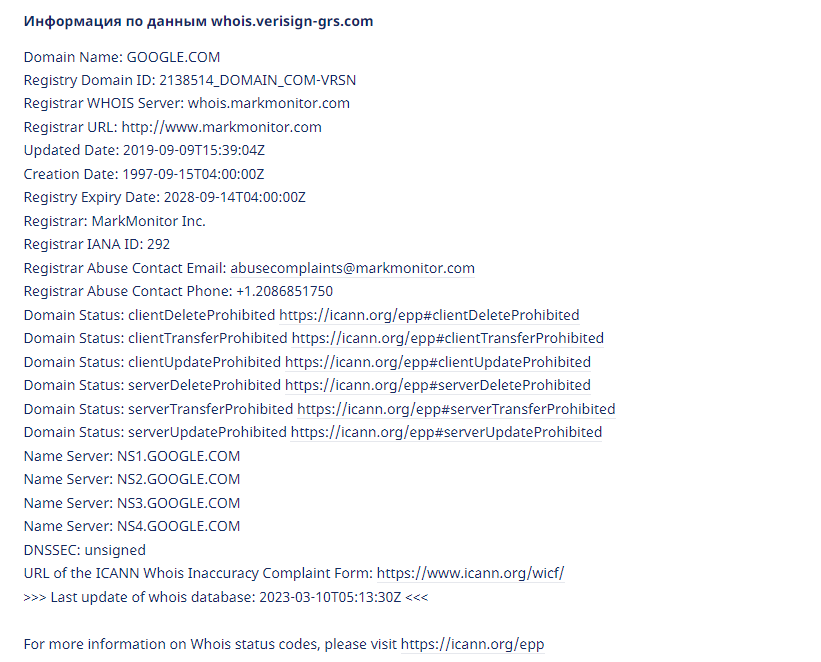 Информация по данным whois.verisign-grs.com
Domain Name: GOOGLE.COM
Registry Domain ID: 2138514_DOMAIN_COM-VRSN
Registrar WHOIS Server: whois.markmonitor.com
Registrar URL: http://www.markmonitor.com
Updated Date: 2019-09-09T15:39:04Z
Creation Date: 1997-09-15T04:00:00Z
Registry Expiry Date: 2028-09-14T04:00:00Z
Registrar: MarkMonitor Inc.
Registrar IANA ID: 292
Registrar Abuse Contact Email: abusecomplaints@markmonitor.com
Registrar Abuse Contact Phone: +1.2086851750
Domain Status: clientDeleteProhibited https://icann.org/epp#clientDeleteProhibited
Domain Status: clientTransferProhibited https://icann.org/epp#clientTransferProhibited
Domain Status: clientUpdateProhibited https://icann.org/epp#clientUpdateProhibited
Domain Status: serverDeleteProhibited https://icann.org/epp#serverDeleteProhibited
Domain Status: serverTransferProhibited https://icann.org/epp#serverTransferProhibited
Domain Status: serverUpdateProhibited https://icann.org/epp#serverUpdateProhibited
Name Server: NS1.GOOGLE.COM
Name Server: NS2.GOOGLE.COM
Name Server: NS3.GOOGLE.COM
Name Server: NS4.GOOGLE.COM
DNSSEC: unsigned
URL of the ICANN Whois Inaccuracy Complaint Form: https://www.icann.org/wicf/
>>> Last update of whois database: 2023-03-10T05:13:30Z <<<
For more information on Whois status codes, please visit https://icann.org/epp